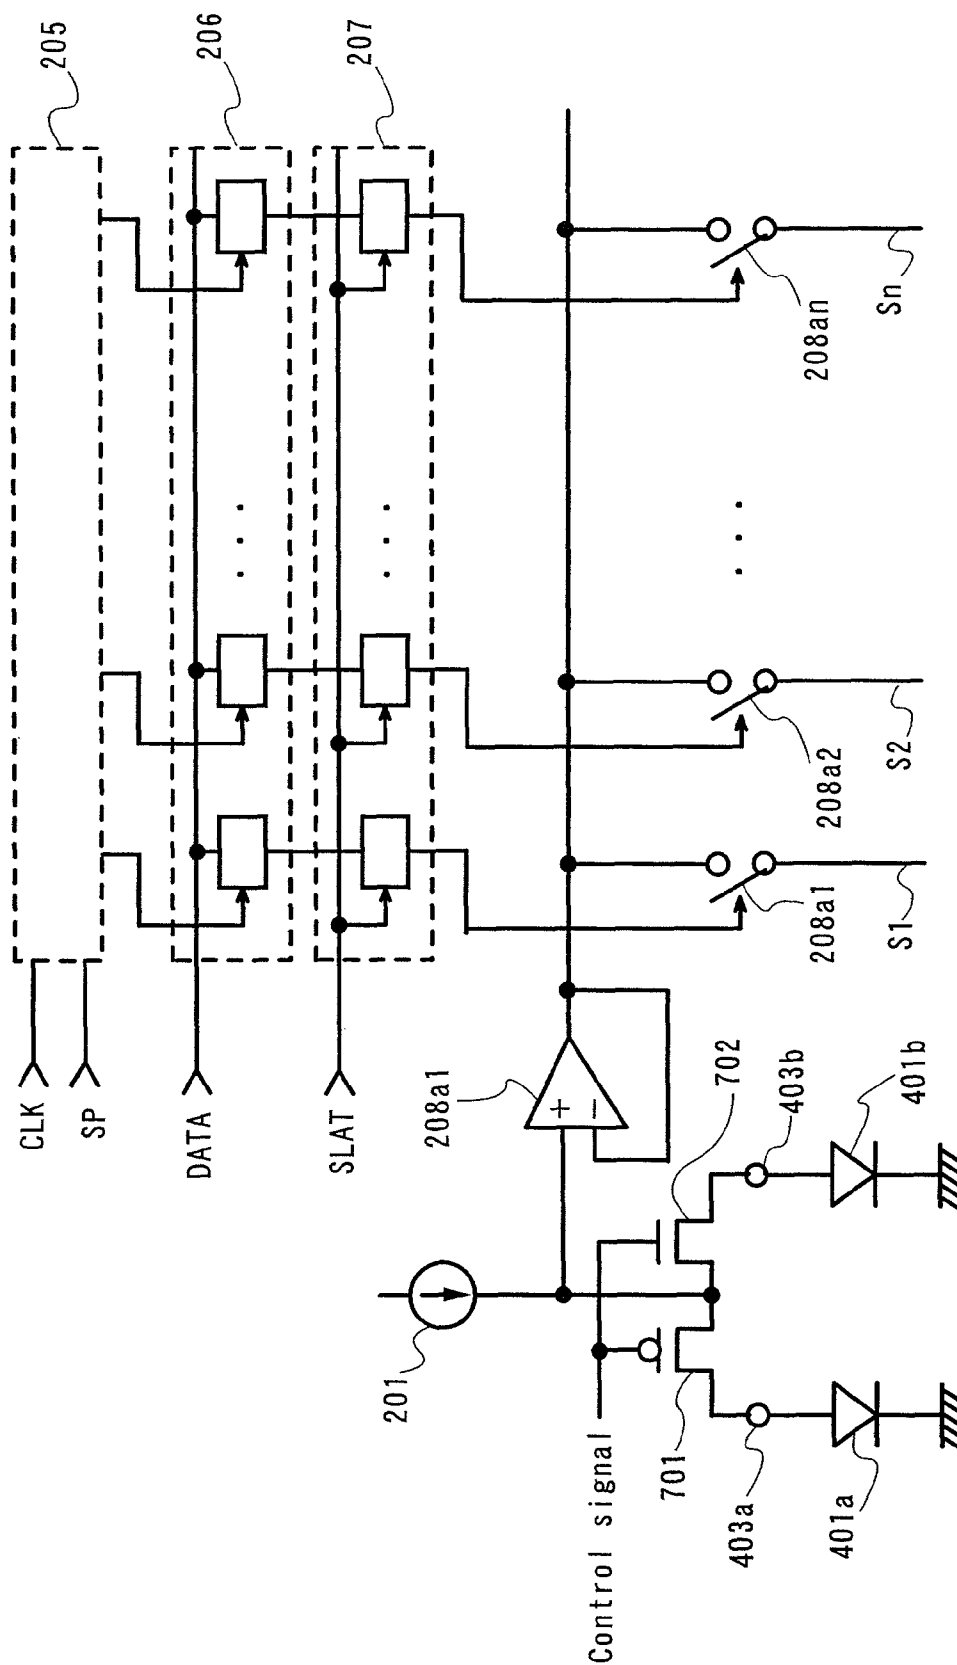 205
206
207
CLK
SP
DATA
SLAT
208a1
201
Control signal
701
702
403a
403b
401a
401b
208a1
208a2
208an
S1
S2
Sn